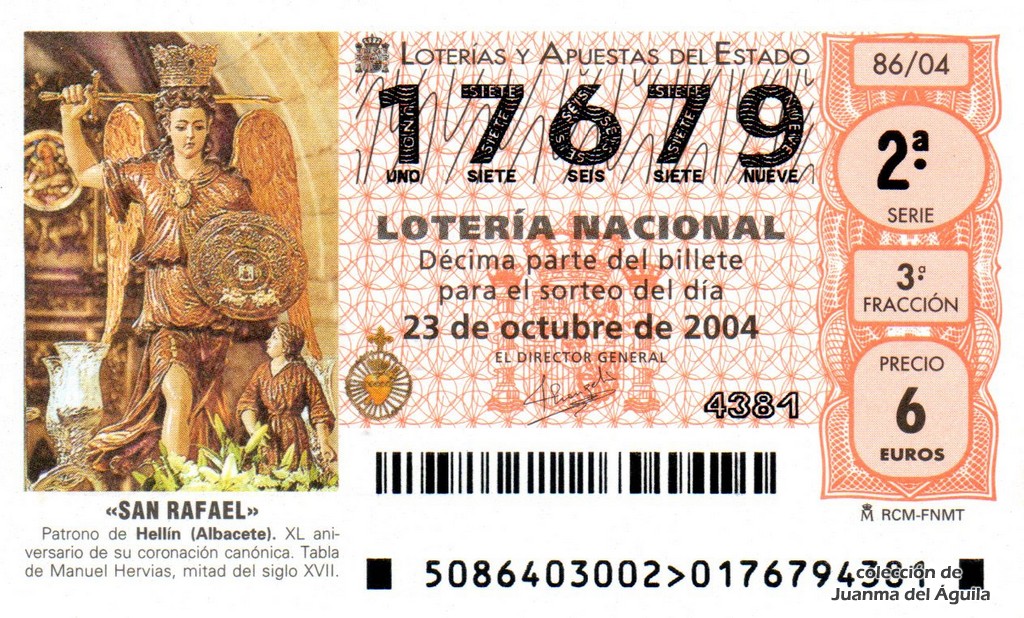 LOTERÍAS Y APUESTAS DEL ESTADO
17679
UNO SIETE SEIS SIETE NUEVE
LOTERÍA NACIONAL
Décima parte del billete
para el sorteo del día
23 de octubre de 2004
EL DIRECTOR GENERAL
4381
86/04
2ª
SERIE
3ª
FRACCIÓN
PRECIO
6
EUROS
RCM-FNMT
«SAN RAFAEL»
Patrono de Hellín (Albacete). XL ani-
versario de su coronación canónica. Tabla
de Manuel Hervias, mitad del siglo XVII.
5086403002>0176794381
colección de
Juanma del Águila